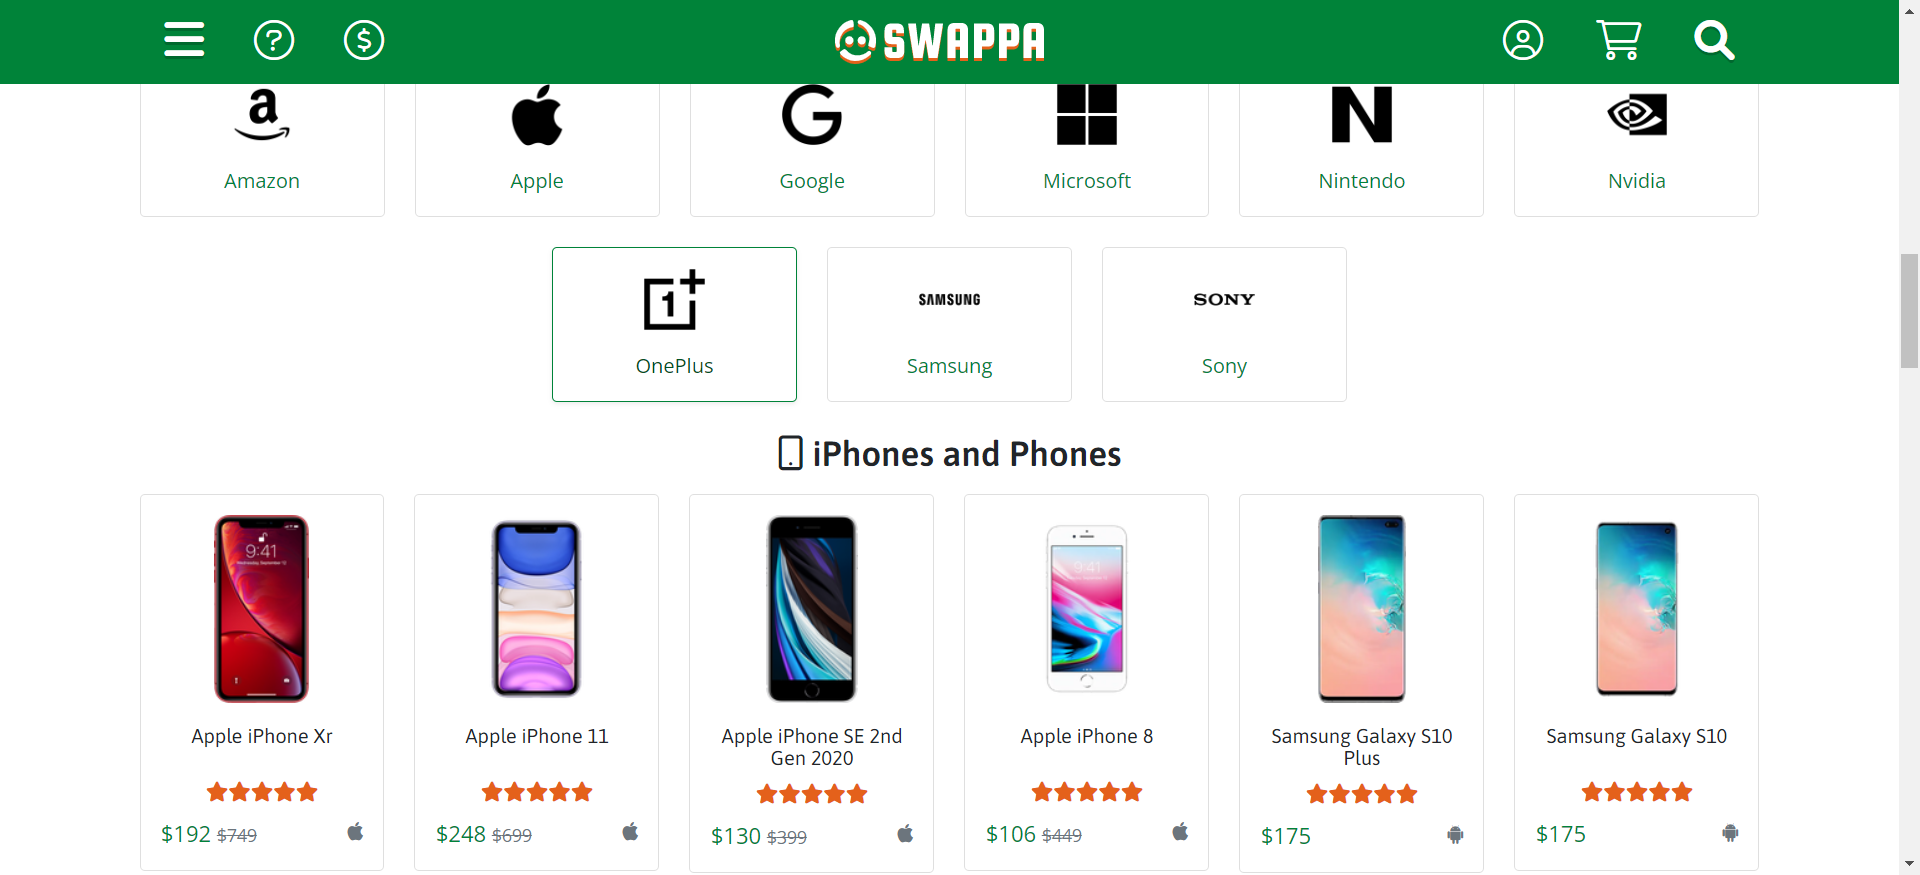 SWAPPA
Amazon
Apple
Google
Microsoft
Nintendo
Nvidia
OnePlus
SAMSUNG
Samsung
SONY
Sony
iPhones and Phones
9:41
9:41
Apple iPhone Xr
$192 $749
Apple iPhone 11
$248 $699
Apple iPhone SE 2nd
Gen 2020
$130 $399
Apple iPhone 8
$106 $449
Samsung Galaxy S10
Plus
$175
Samsung Galaxy S10
$175